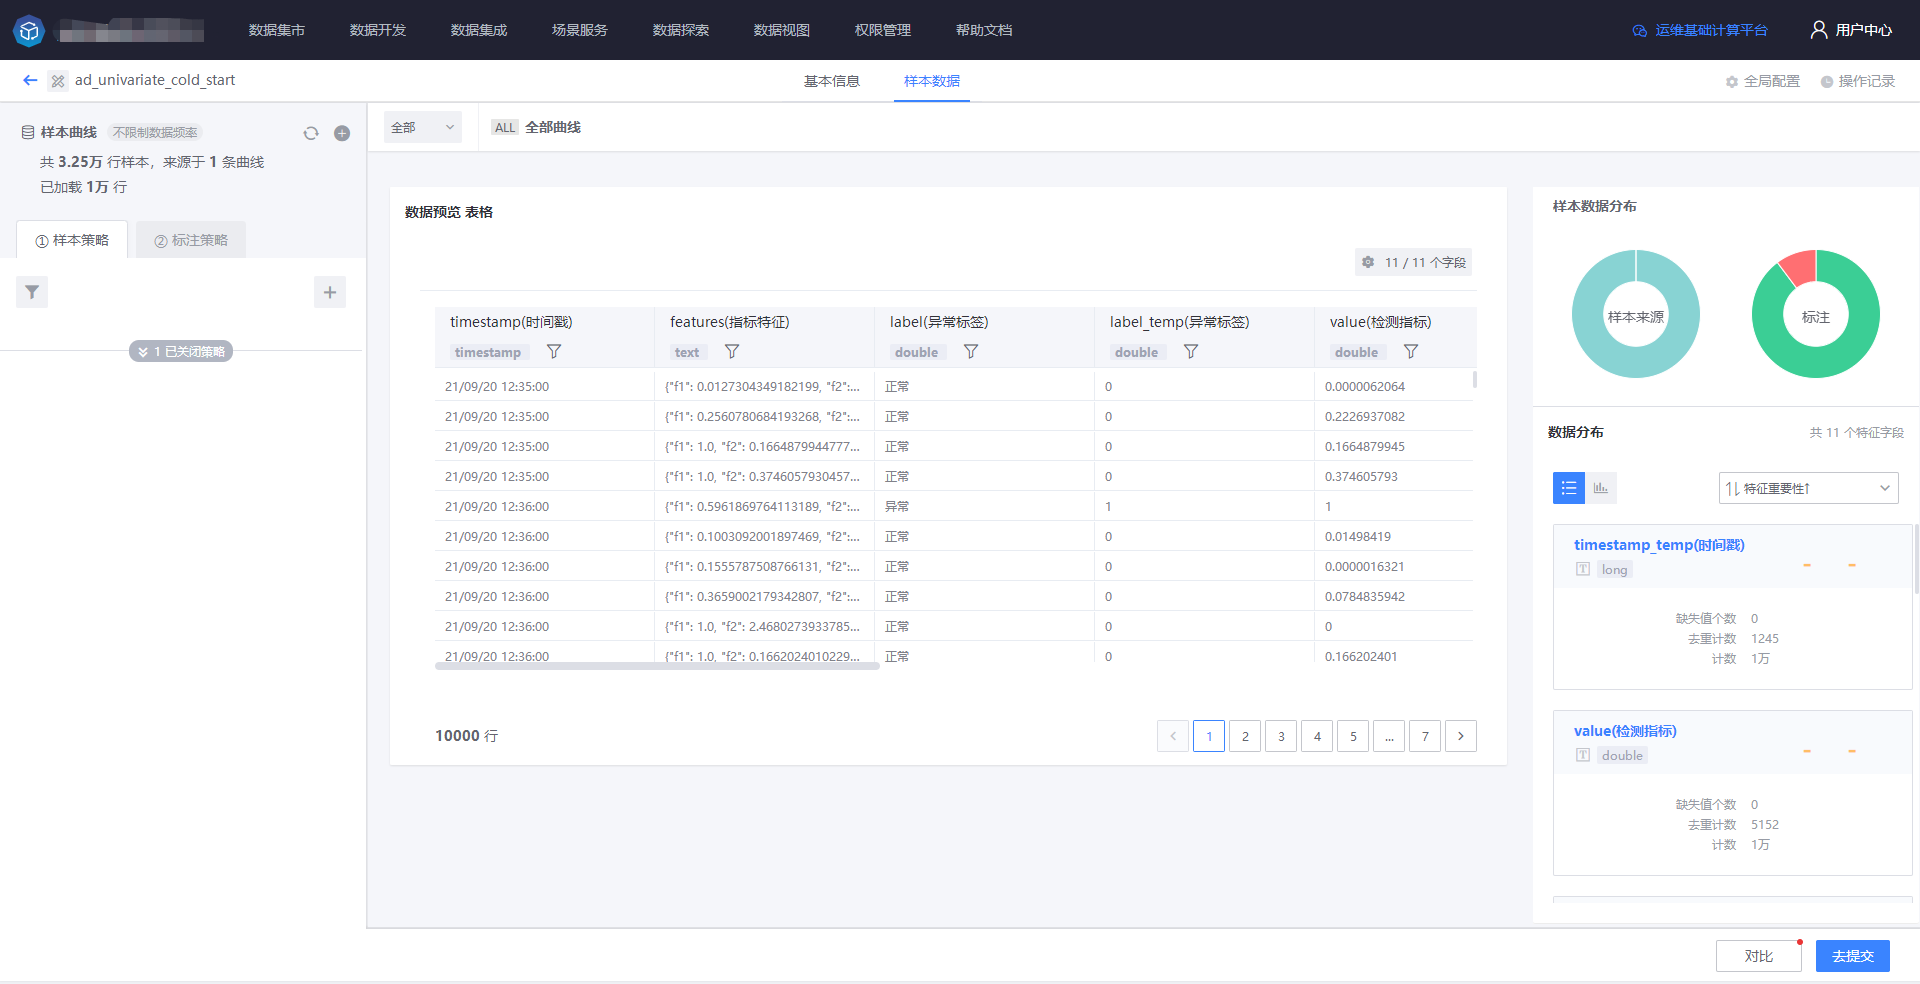 数据集市 数据开发 数据集成 场景服务 数据探索 数据视图 权限管理 帮助文档 运维基础计算平台 用户中心
ad_univariate_cold_start 基本信息 样本数据 全局配置 操作记录
样本曲线 不限制数据频率
共 3.25万 行样本，来源于 1 条曲线
已加载 1万 行
① 样本策略 ② 标注策略
1 已关闭策略
全部 ALL 全部曲线
数据预览 表格
11 / 11 个字段
timestamp(时间戳) features(指标特征) label(异常标签) label_temp(异常标签) value(检测指标)
timestamp text double double double
21/09/20 12:35:00 {"f1": 0.0127304349182199, "f2":... 正常 0 0.0000062064
21/09/20 12:35:00 {"f1": 0.2560780684193268, "f2":... 正常 0 0.2226937082
21/09/20 12:35:00 {"f1": 1.0, "f2": 0.1664879944777... 正常 0 0.1664879945
21/09/20 12:35:00 {"f1": 1.0, "f2": 0.3746057930457... 正常 0 0.374605793
21/09/20 12:36:00 {"f1": 0.5961869764113189, "f2":... 异常 1 1
21/09/20 12:36:00 {"f1": 0.1003092001897469, "f2":... 正常 0 0.01498419
21/09/20 12:36:00 {"f1": 0.1555787508766131, "f2":... 正常 0 0.0000016321
21/09/20 12:36:00 {"f1": 0.3659002179342807, "f2":... 正常 0 0.0784835942
21/09/20 12:36:00 {"f1": 1.0, "f2": 2.4680273933785... 正常 0 0
21/09/20 12:36:00 {"f1": 1.0, "f2": 0.1662024010229... 正常 0 0.166202401
10000 行 1 2 3 4 5 ... 7
样本数据分布
样本来源 标注
数据分布 共 11 个特征字段
特征重要性↑
timestamp_temp(时间戳)
T long - -
缺失值个数 0
去重计数 1245
计数 1万
value(检测指标)
T double - -
缺失值个数 0
去重计数 5152
计数 1万
对比 去提交